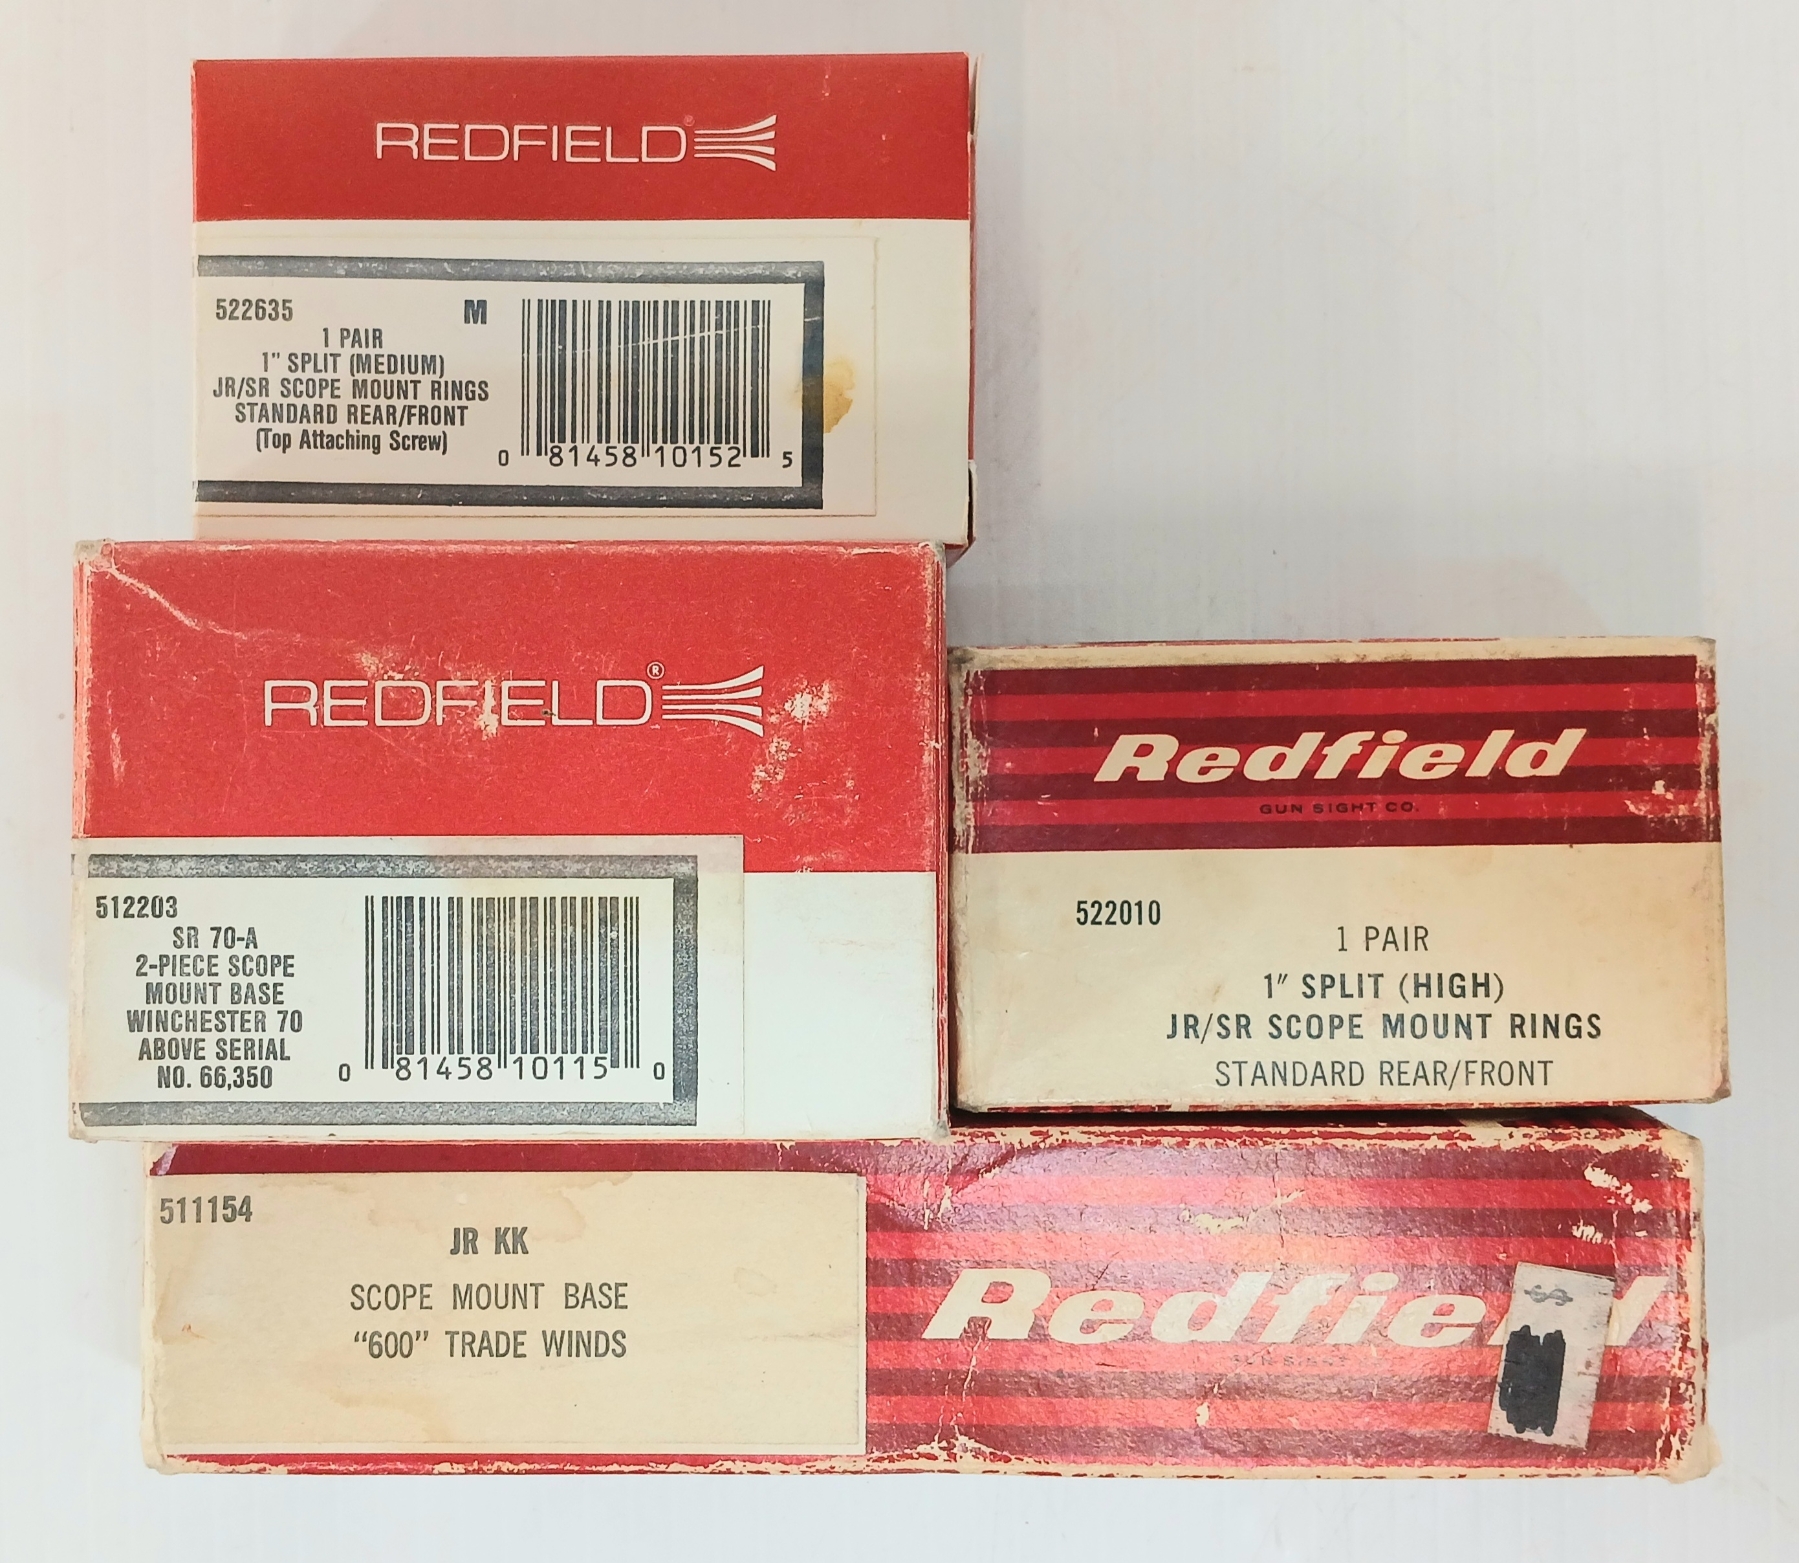 REDFIELD®
522635 M
1 PAIR
1" SPLIT (MEDIUM)
JR/SR SCOPE MOUNT RINGS
STANDARD REAR/FRONT
(Top Attaching Screw)
0 81458 10152 5
REDFIELD®
512203
SR 70-A
2-PIECE SCOPE
MOUNT BASE
WINCHESTER 70
ABOVE SERIAL
NO. 66,350
0 81458 10115 0
Redfield
GUN SIGHT CO.
522010
1 PAIR
1" SPLIT (HIGH)
JR/SR SCOPE MOUNT RINGS
STANDARD REAR/FRONT
511154
JR KK
SCOPE MOUNT BASE
"600" TRADE WINDS
Redfield
GUN SIGHT
$